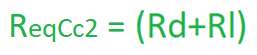 ReqCc2 = (Rd+Rl)